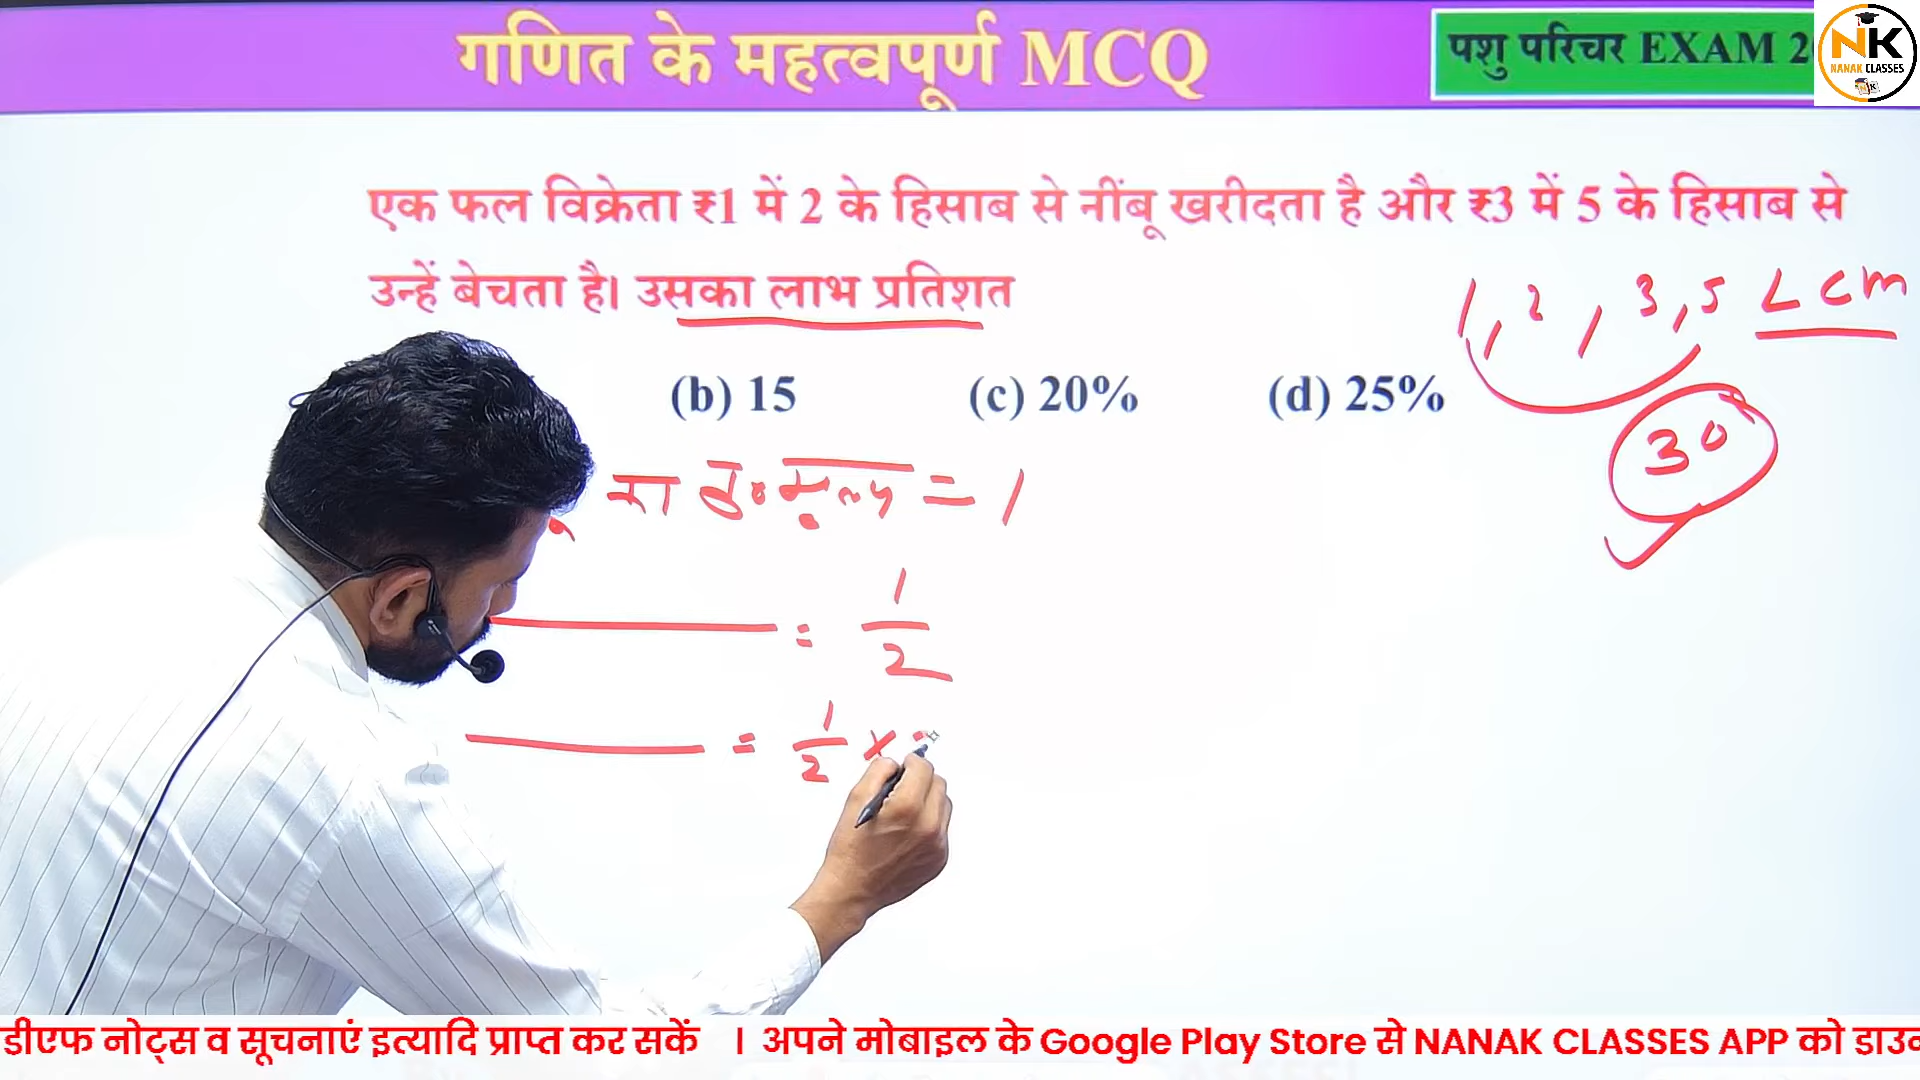 गणित के महत्वपूर्ण MCQ
पशु परिचर EXAM 2
NK
NANAK CLASSES
एक फल विक्रेता ₹1 में 2 के हिसाब से नींबू खरीदता है और ₹3 में 5 के हिसाब से
उन्हें बेचता है। उसका लाभ प्रतिशत
1, 2, 3, 5 LCM
(b) 15 (c) 20% (d) 25%
30
= 1
= 1/2
= 1/2 ×
डीएफ नोट्स व सूचनाएं इत्यादि प्राप्त कर सकें । अपने मोबाइल के Google Play Store से NANAK CLASSES APP को